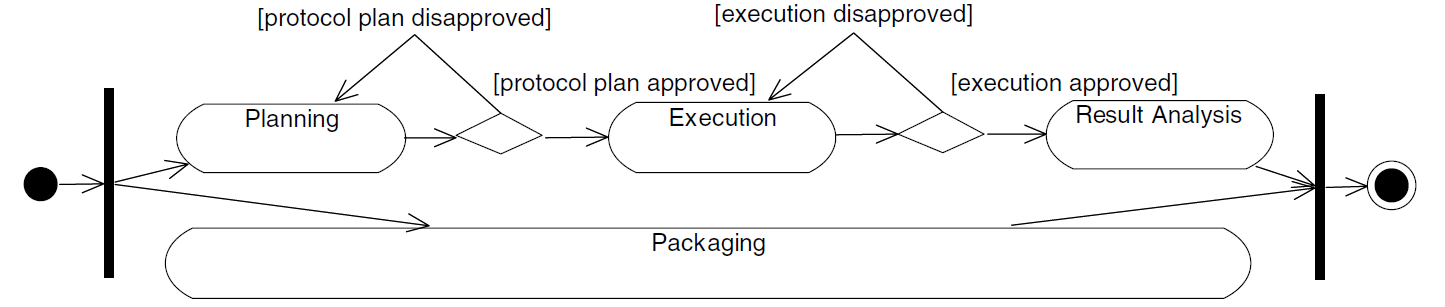 [protocol plan disapproved]
[execution disapproved]
[protocol plan approved]
[execution approved]
Planning
Execution
Result Analysis
Packaging